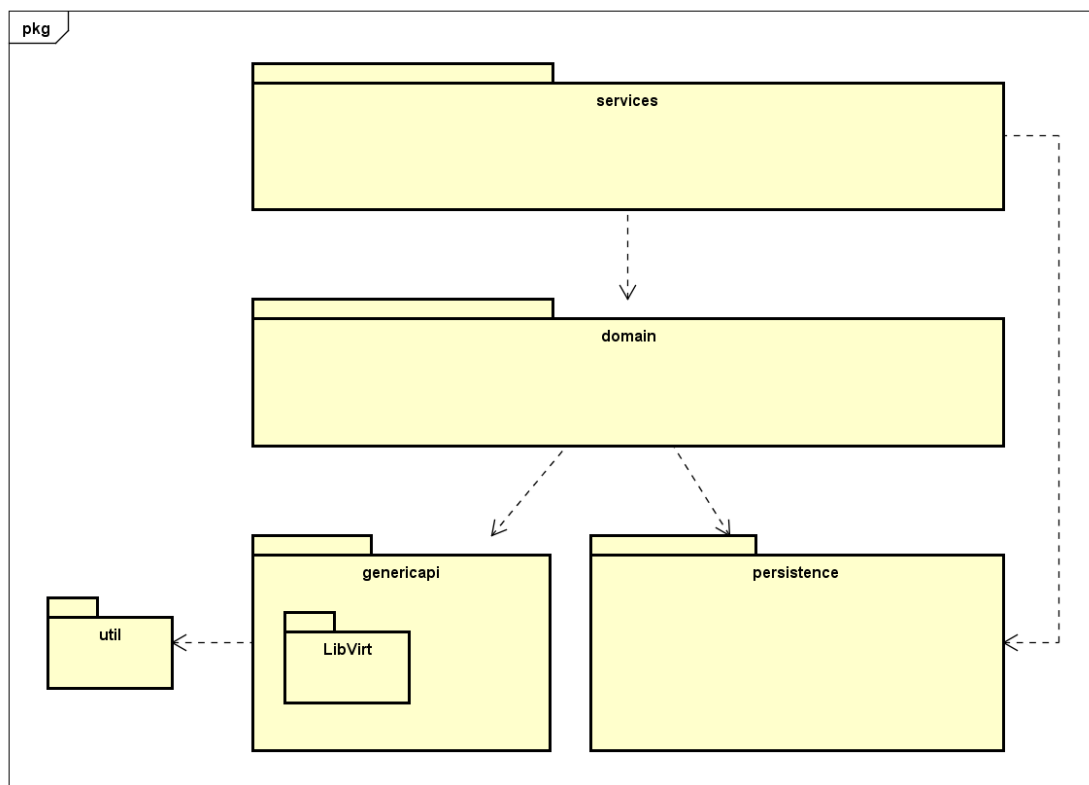 pkg
services
domain
genericapi
persistence
util
LibVirt